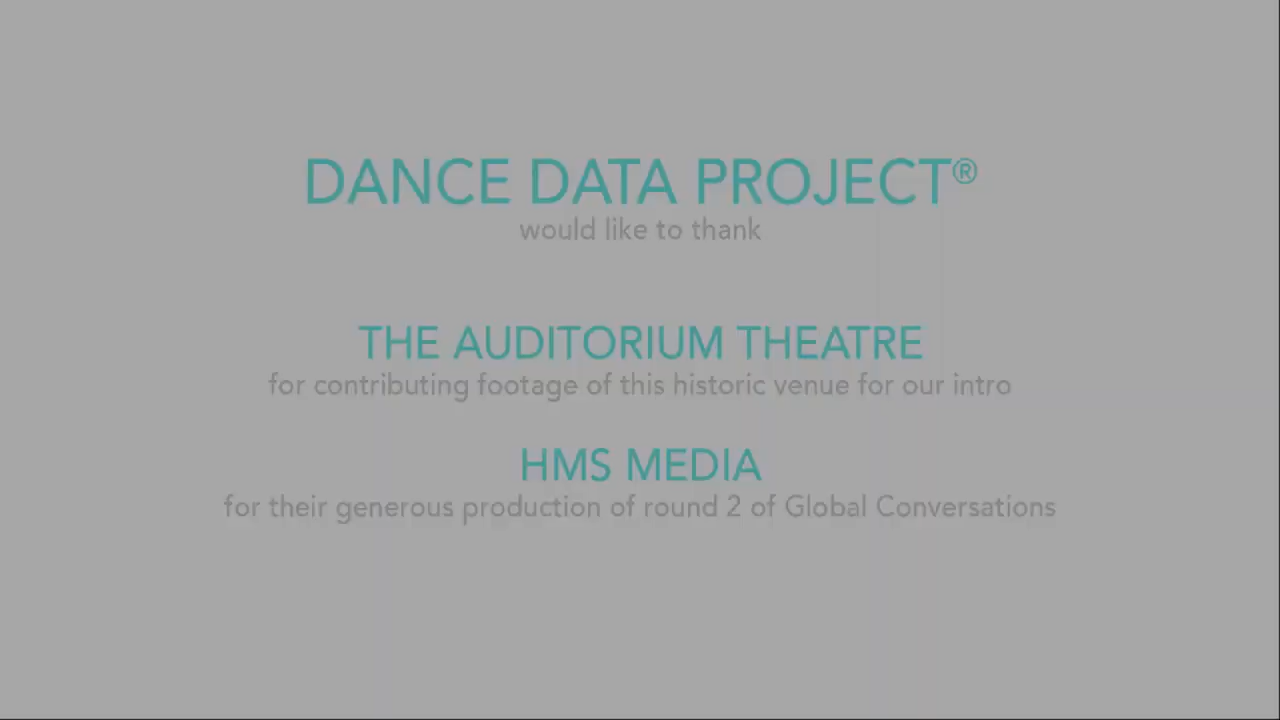 DANCE DATA PROJECT®
would like to thank
THE AUDITORIUM THEATRE
for contributing footage of this historic venue for our intro
HMS MEDIA
for their generous production of round 2 of Global Conversations